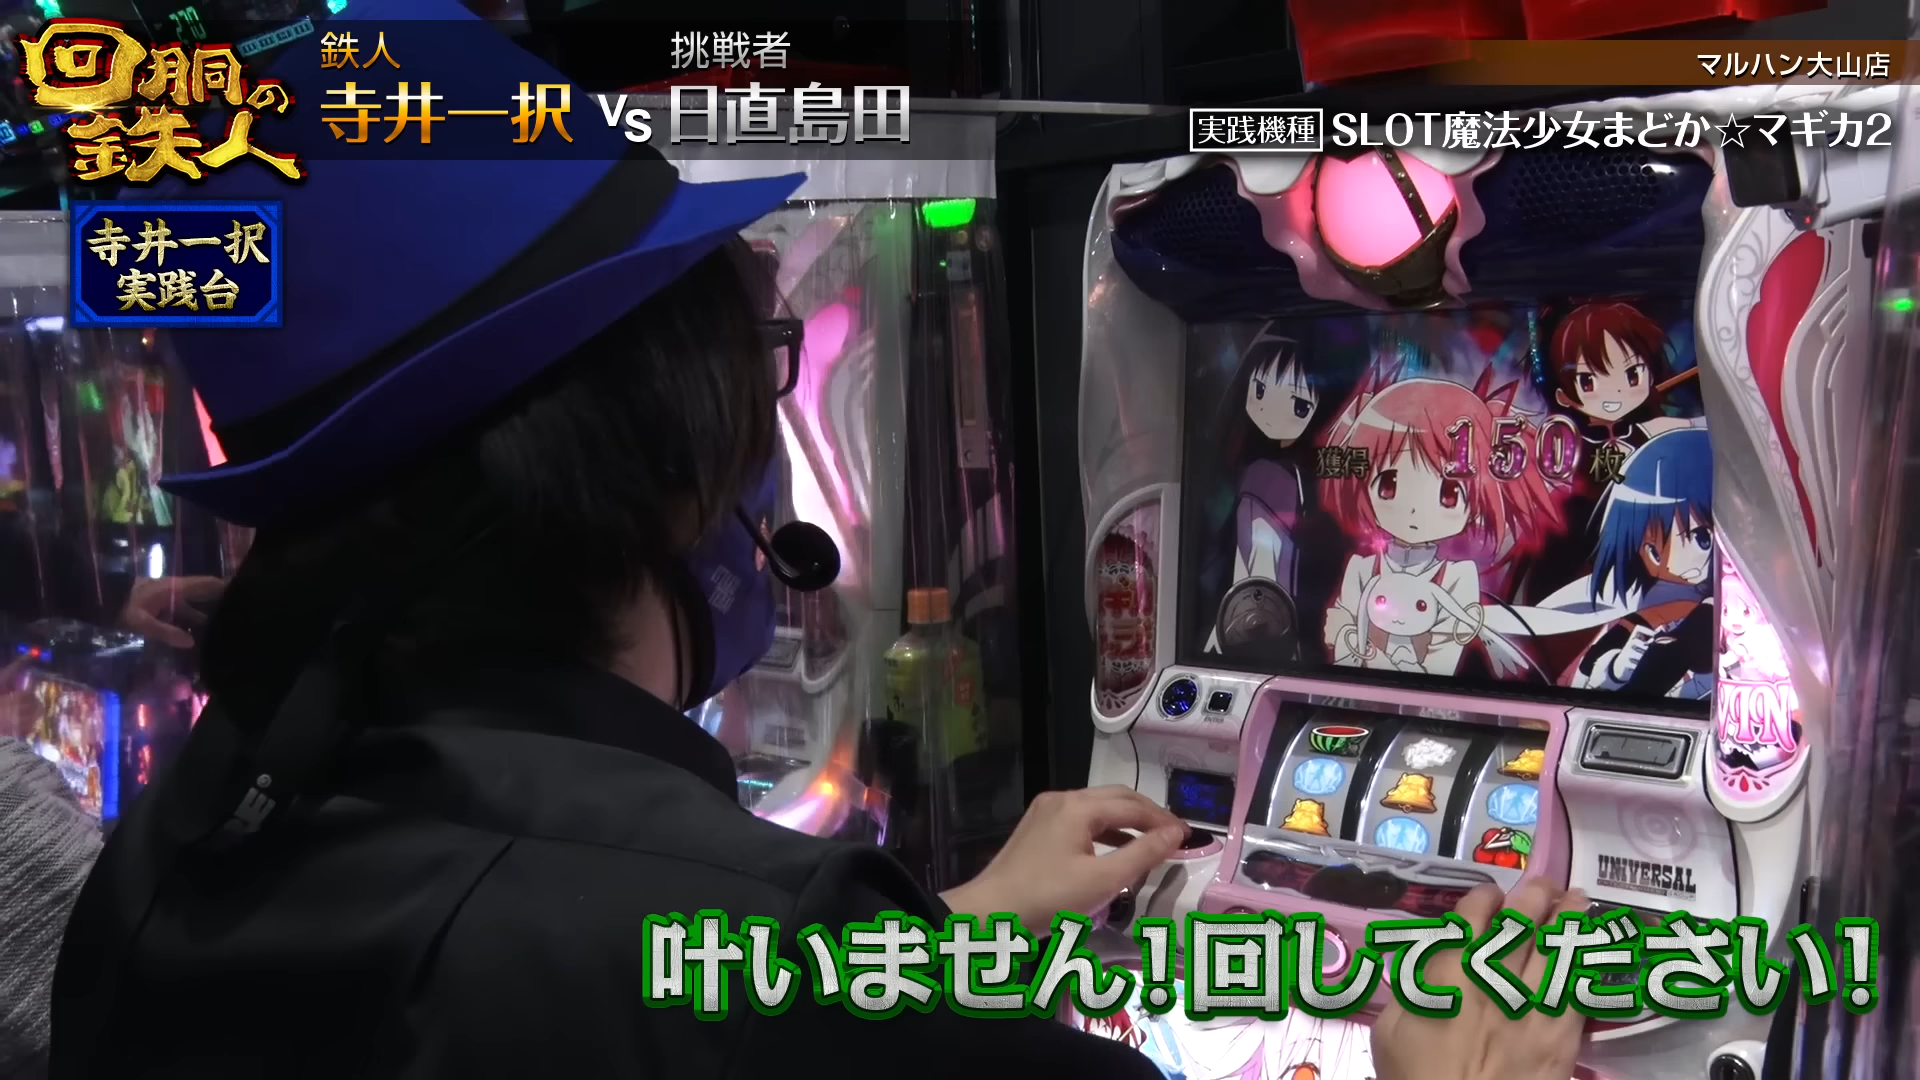 回胴の
鉄人
鉄人
寺井一択
VS
挑戦者
日直島田
マルハン大山店
実践機種 SLOT魔法少女まどか☆マギカ2
寺井一択
実践台
獲得 150 枚
WIN
UNIVERSAL
叶いません！回してください！